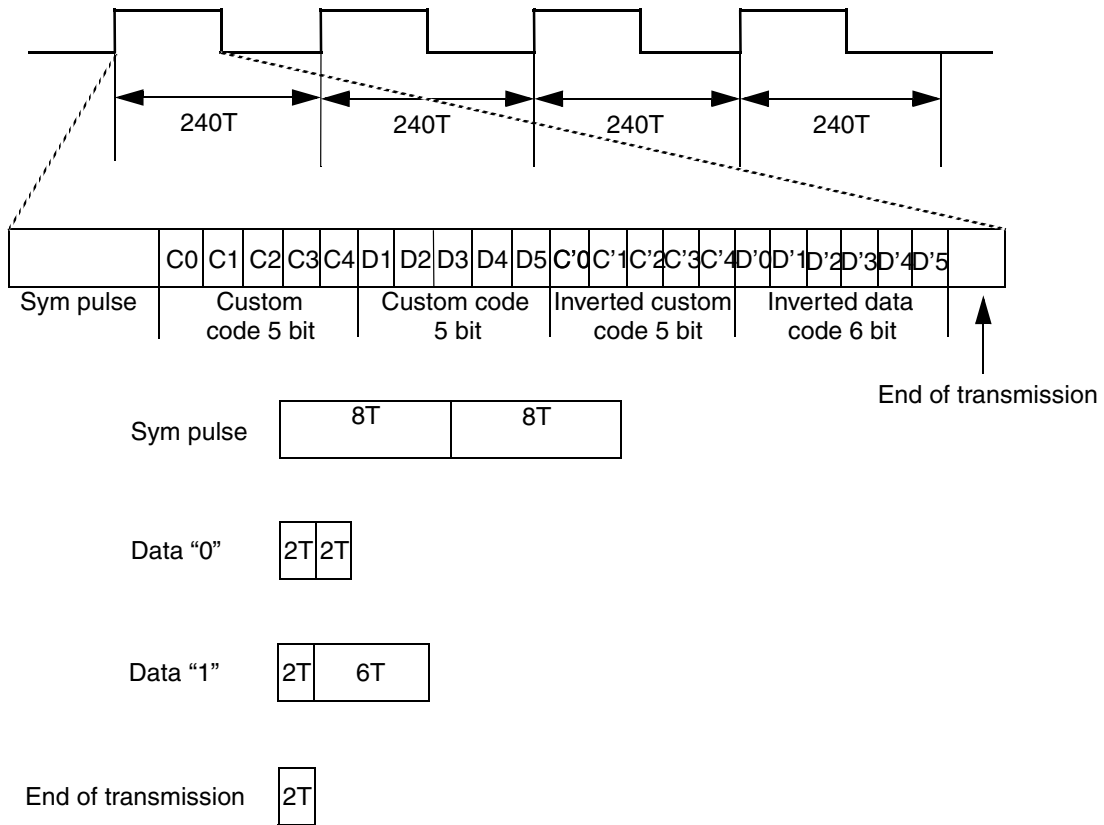 240T 240T 240T 240T
C0 C1 C2 C3 C4 D1 D2 D3 D4 D5 C'0 C'1 C'2 C'3 C'4 D'0 D'1 D'2 D'3 D'4 D'5
Sym pulse
Custom
code 5 bit
Custom code
5 bit
Inverted custom
code 5 bit
Inverted data
code 6 bit
End of transmission
Sym pulse 8T 8T
Data “0” 2T 2T
Data “1” 2T 6T
End of transmission 2T